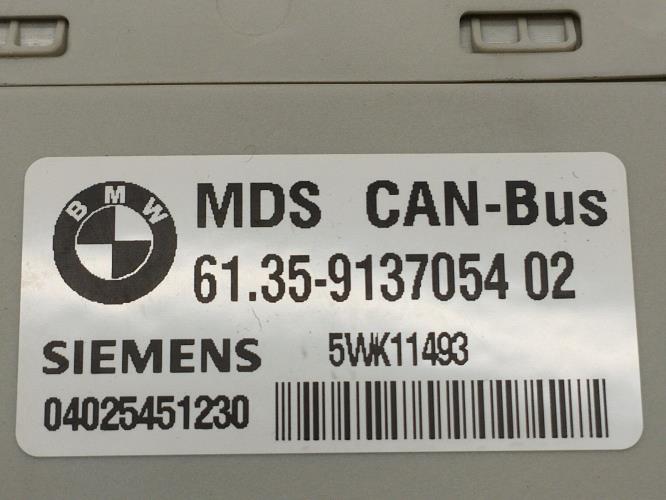 BMW
MDS CAN-Bus
61.35-9137054 02
SIEMENS 5WK11493
04025451230